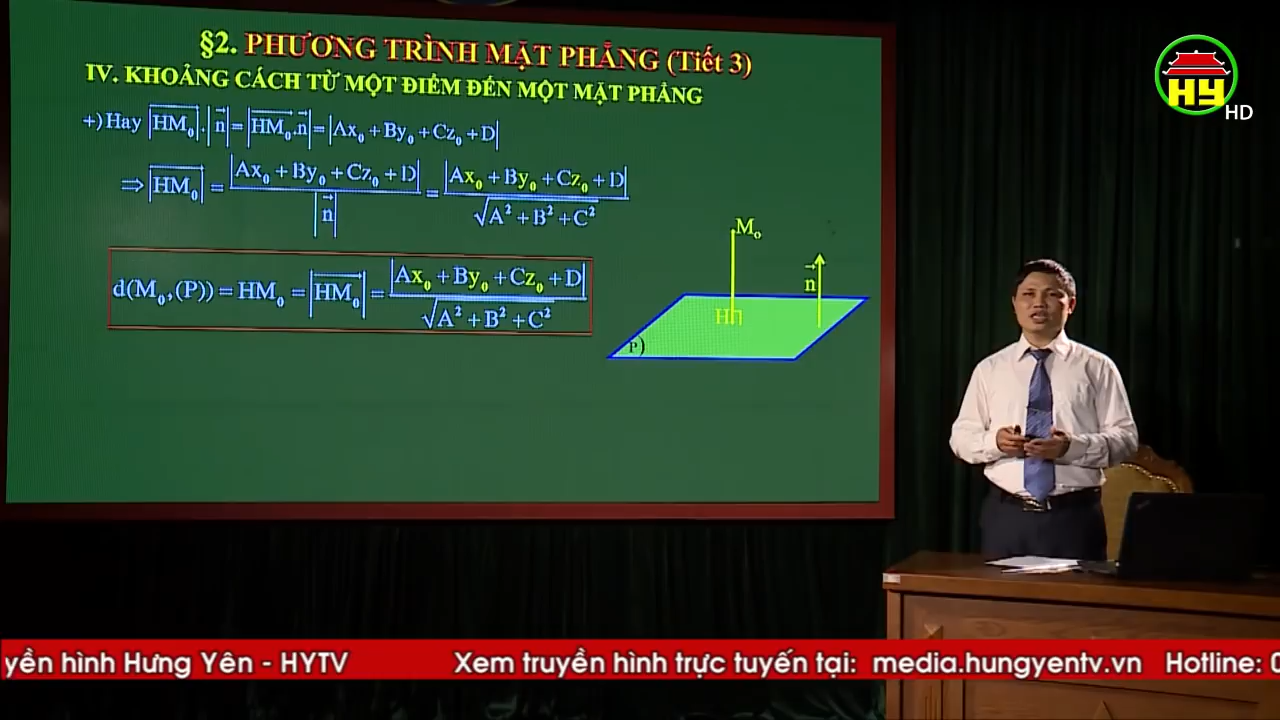 §2. PHƯƠNG TRÌNH MẶT PHẲNG (Tiết 3)
IV. KHOẢNG CÁCH TỪ MỘT ĐIỂM ĐẾN MỘT MẶT PHẲNG
+) Hay |HM₀|.|n| = |HM₀.n| = |Ax₀ + By₀ + Cz₀ + D|
⇒ |HM₀| = |Ax₀ + By₀ + Cz₀ + D| / |n| = |Ax₀ + By₀ + Cz₀ + D| / √A² + B² + C²
d(M₀,(P)) = HM₀ = |HM₀| = |Ax₀ + By₀ + Cz₀ + D| / √A² + B² + C²
M₀
n
H
P)
HY
HD
yền hình Hưng Yên - HYTV Xem truyền hình trực tuyến tại: media.hungyentv.vn Hotline: 0